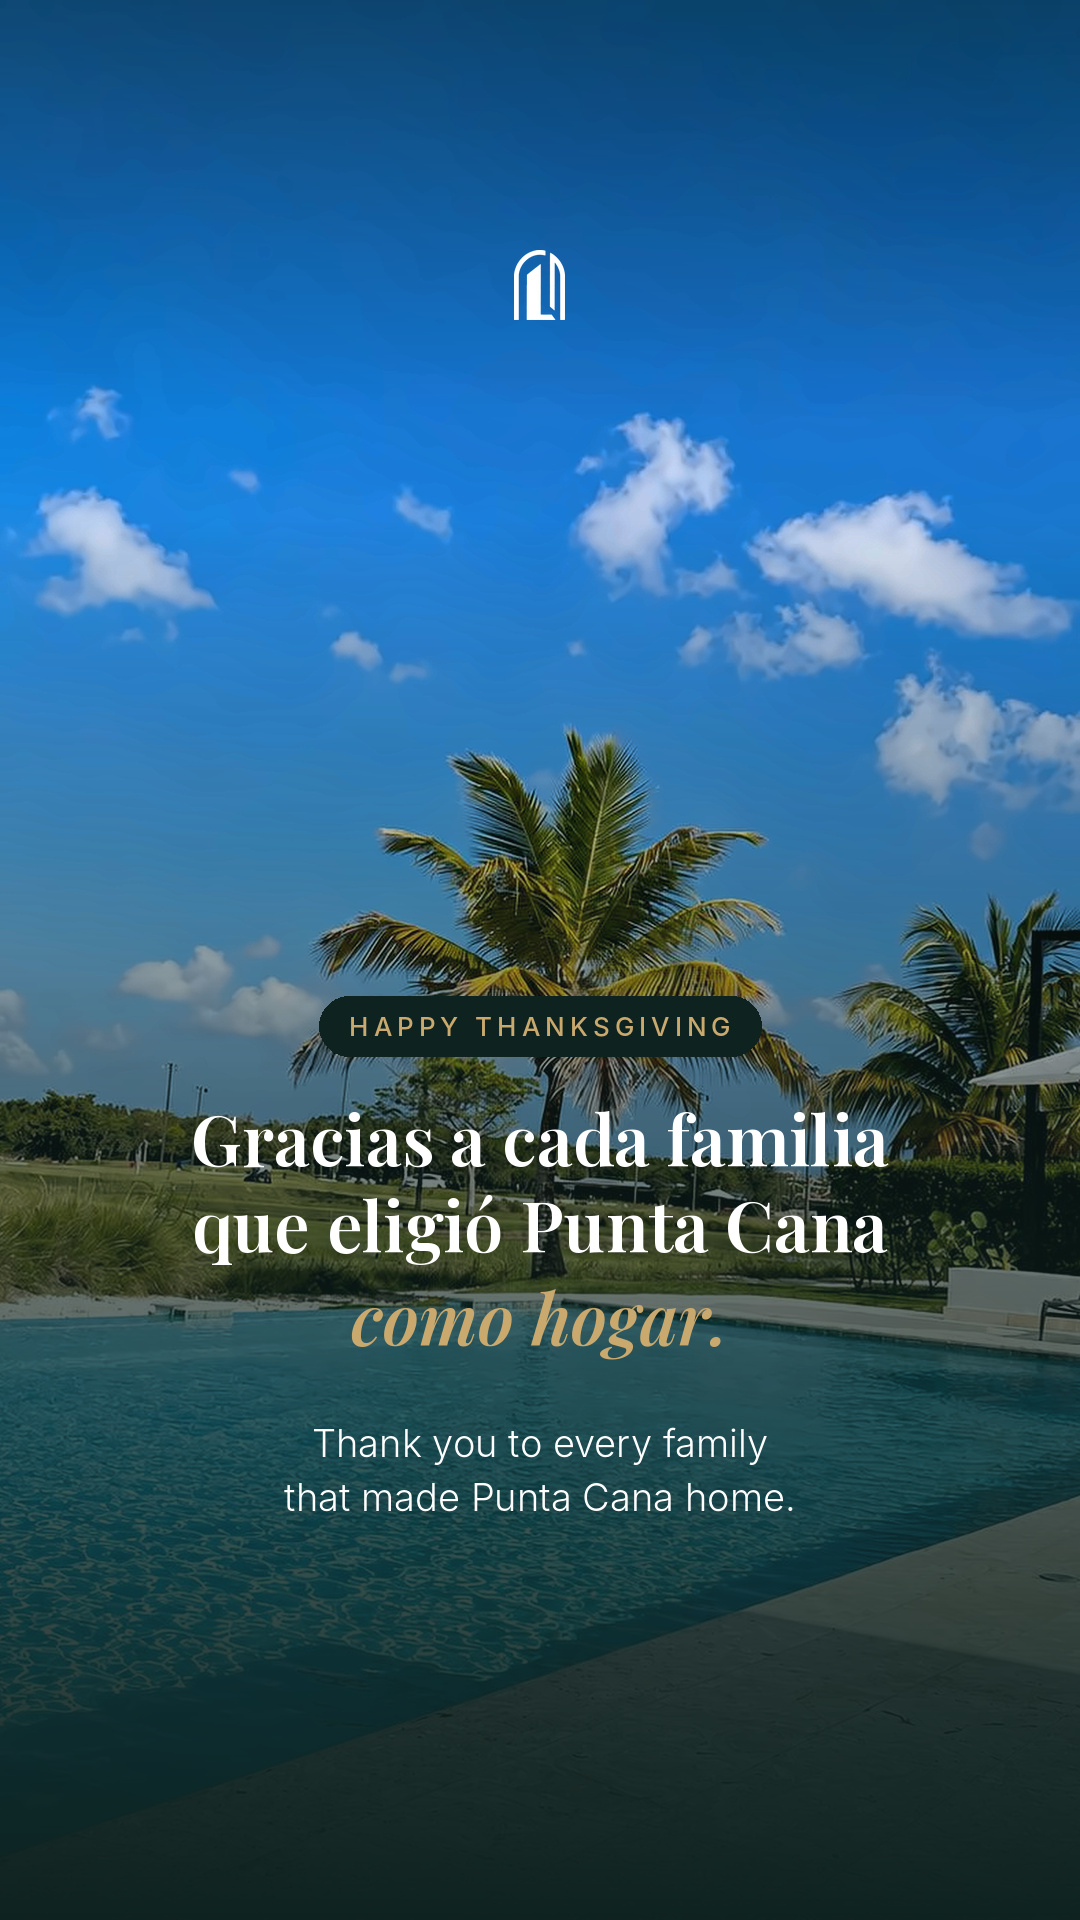 HAPPY THANKSGIVING
Gracias a cada familia
que eligió Punta Cana
como hogar.
Thank you to every family
that made Punta Cana home.